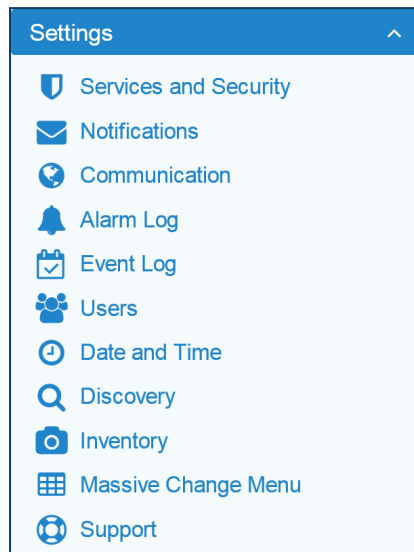 Settings
Services and Security
Notifications
Communication
Alarm Log
Event Log
Users
Date and Time
Discovery
Inventory
Massive Change Menu
Support